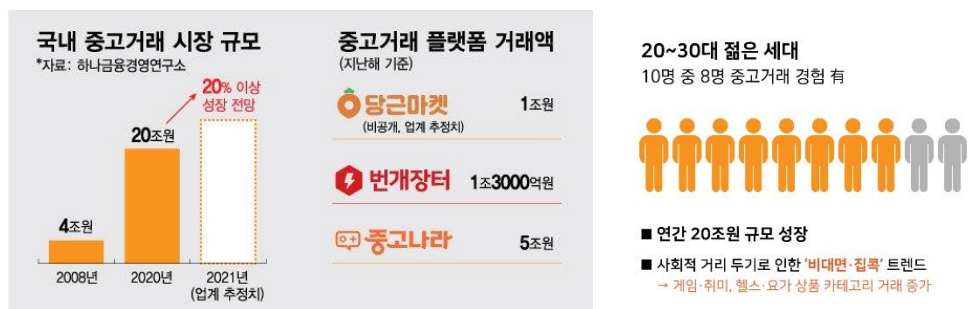 국내 중고거래 시장 규모
*자료: 하나금융경영연구소
20% 이상
성장 전망
20조원
4조원
2008년
2020년
2021년
(업계 추정치)
중고거래 플랫폼 거래액
(지난해 기준)
당근마켓
1조원
(비공개, 업계 추정치)
번개장터
1조3000억원
중고나라
5조원
20~30대 젊은 세대
10명 중 8명 중고거래 경험 有
■ 연간 20조원 규모 성장
■ 사회적 거리 두기로 인한 '비대면·집콕' 트렌드
→ 게임·취미, 헬스·요가 상품 카테고리 거래 증가